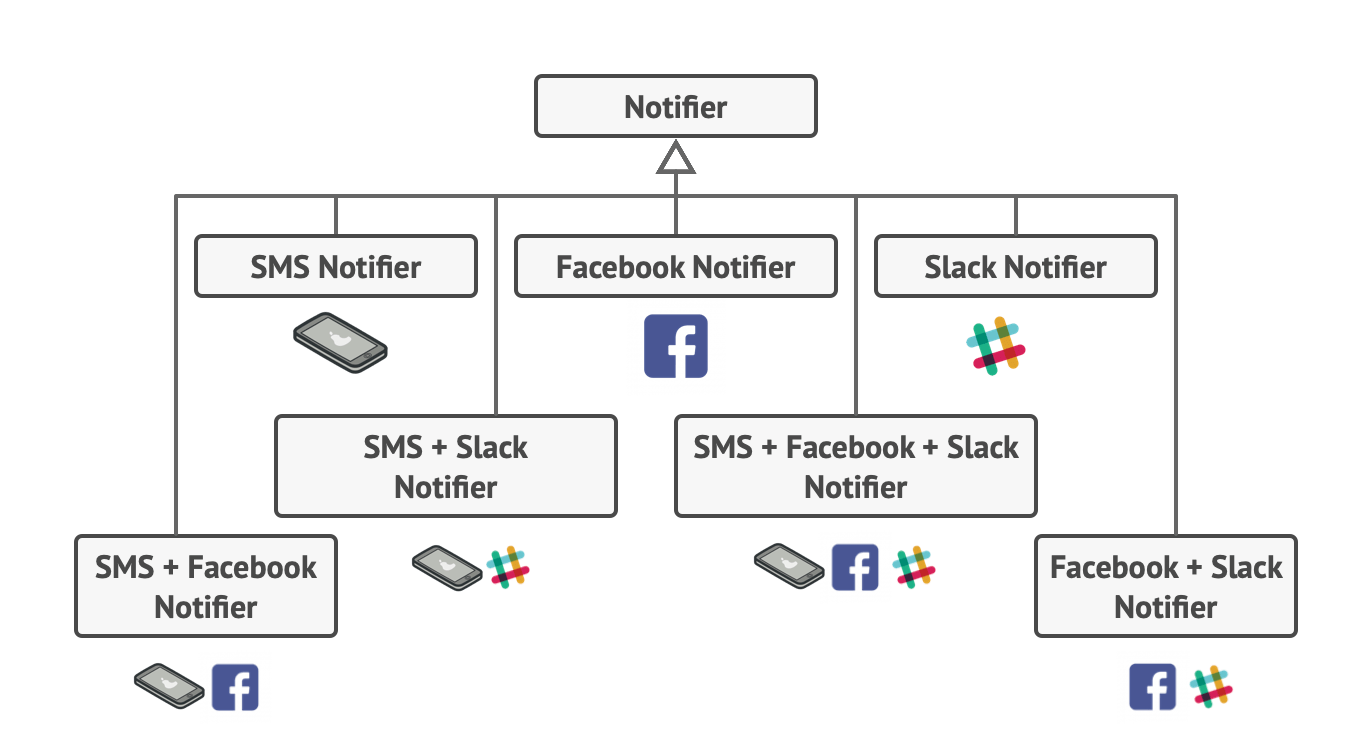 Notifier
SMS Notifier
Facebook Notifier
Slack Notifier
SMS + Slack
Notifier
SMS + Facebook + Slack
Notifier
SMS + Facebook
Notifier
Facebook + Slack
Notifier